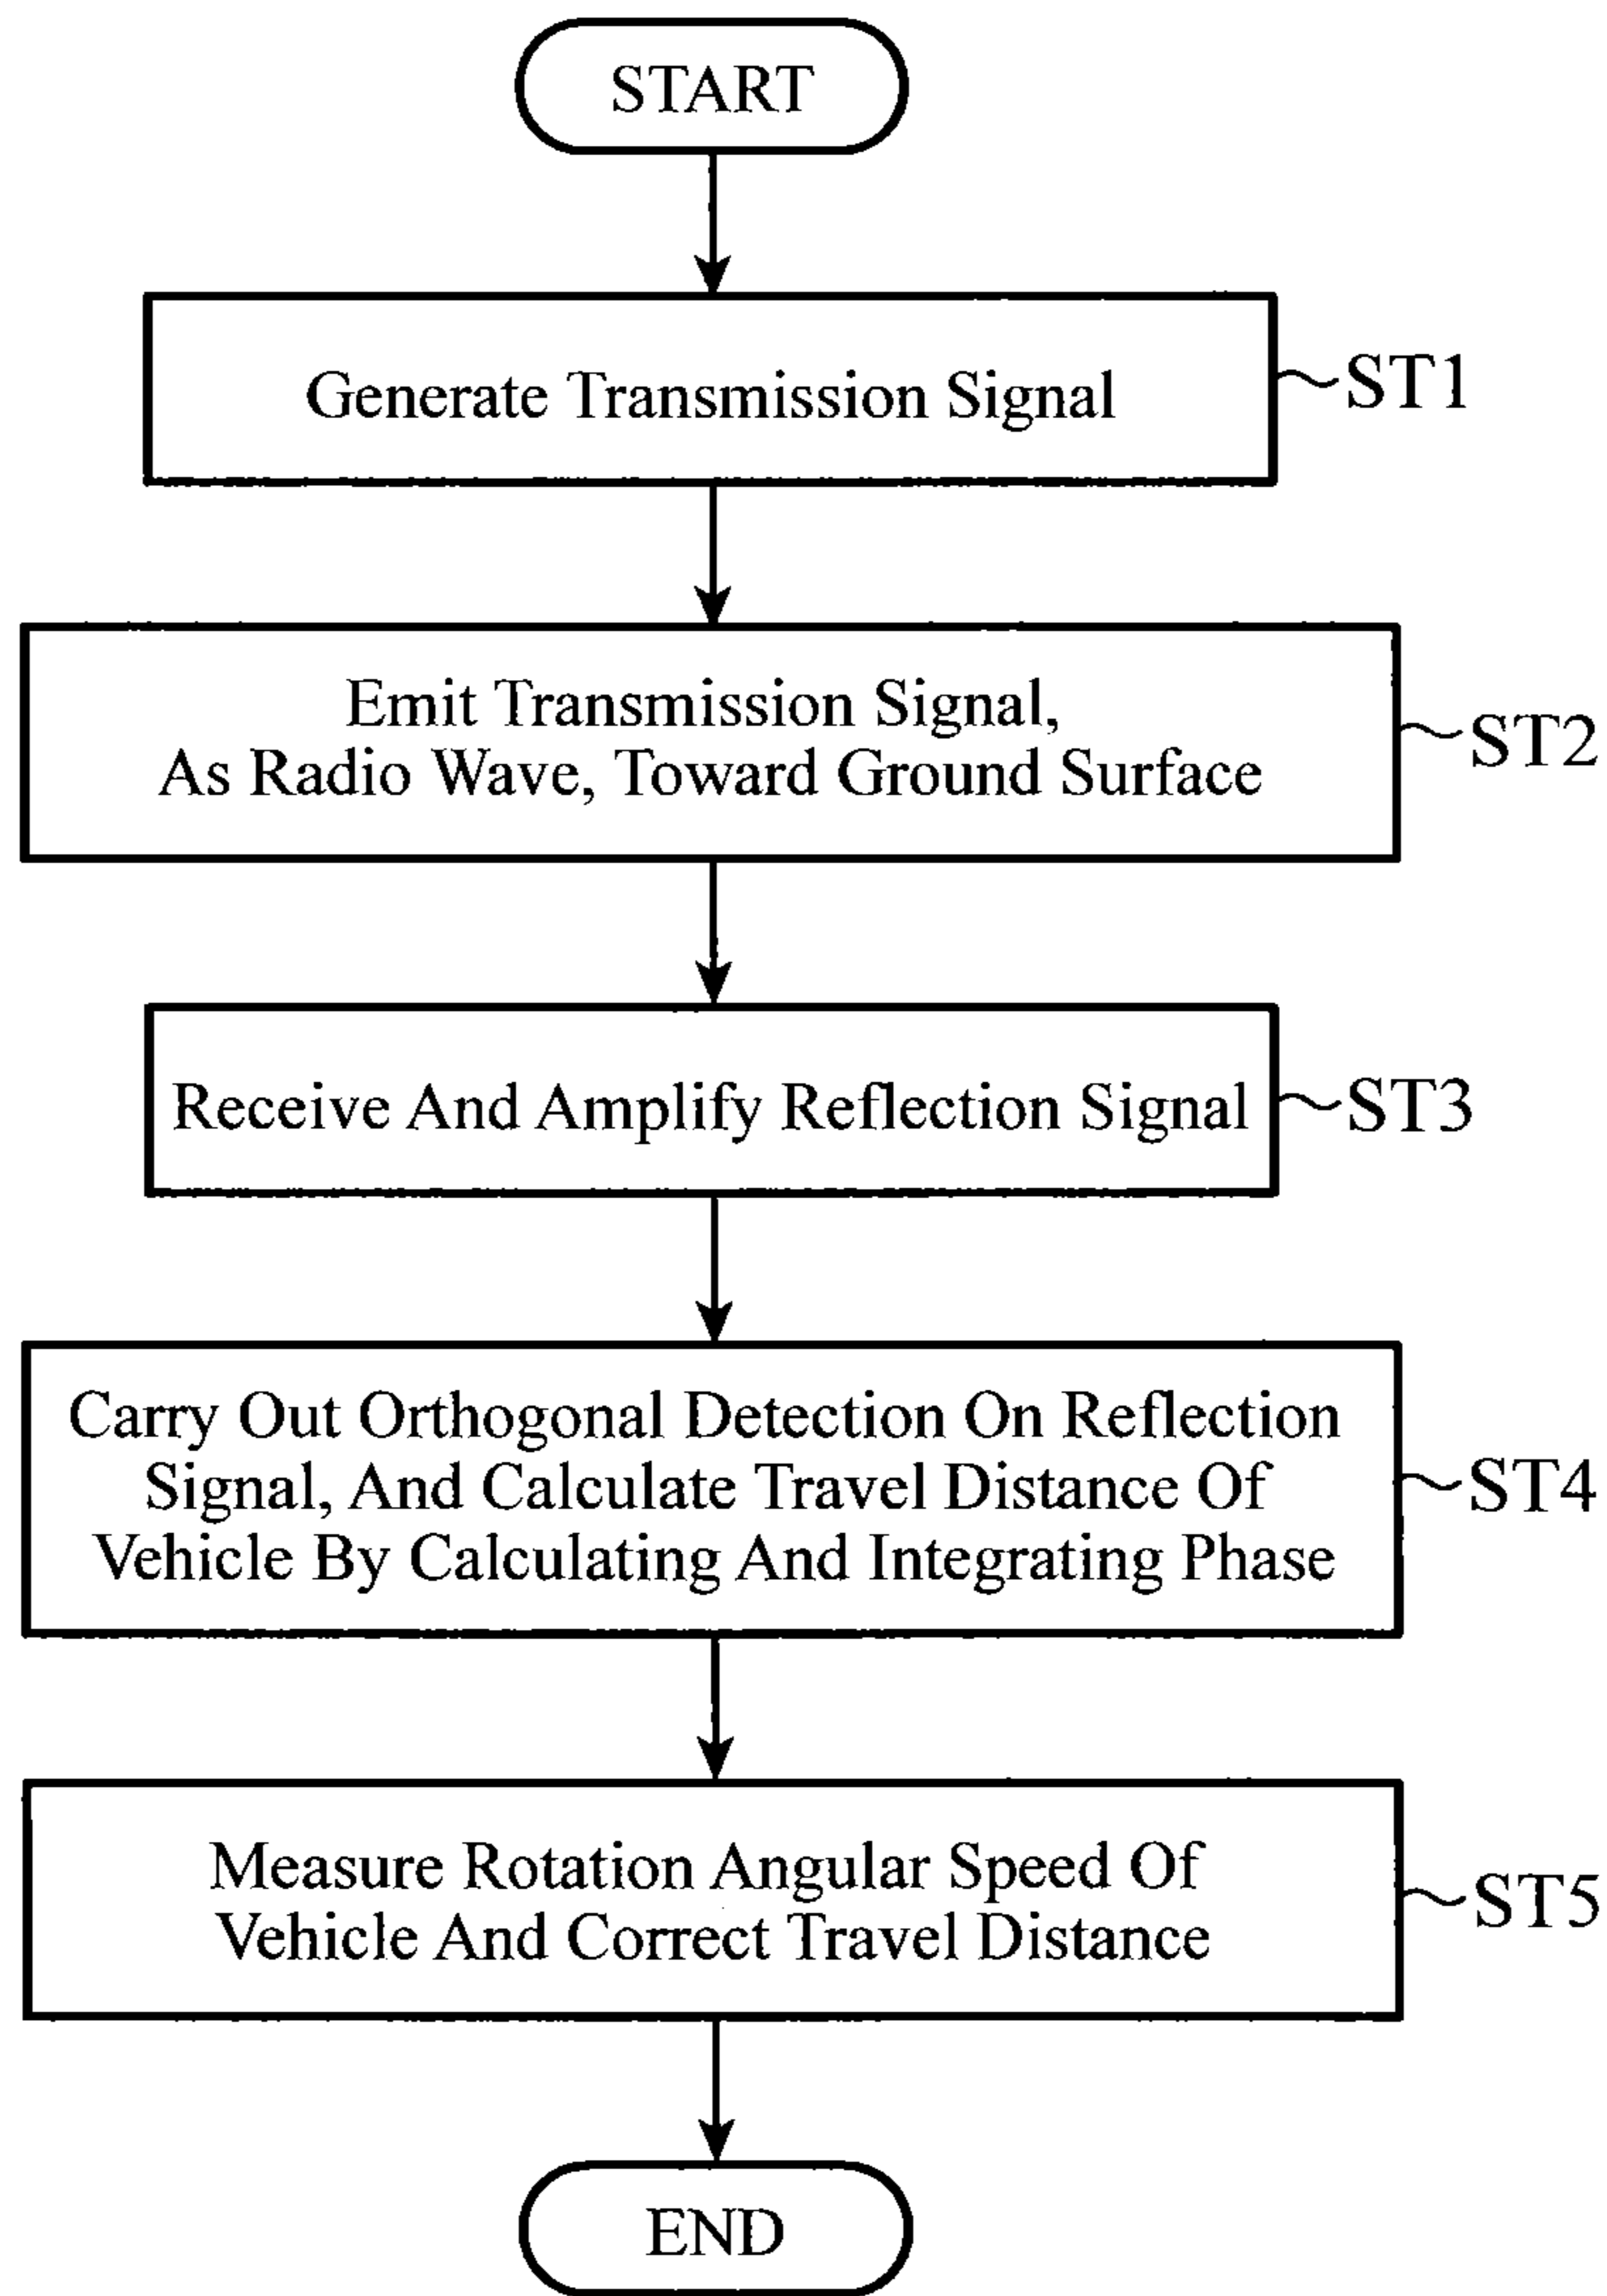 START
Generate Transmission Signal
ST1
Emit Transmission Signal,
As Radio Wave, Toward Ground Surface
ST2
Receive And Amplify Reflection Signal
ST3
Carry Out Orthogonal Detection On Reflection
Signal, And Calculate Travel Distance Of
Vehicle By Calculating And Integrating Phase
ST4
Measure Rotation Angular Speed Of
Vehicle And Correct Travel Distance
ST5
END